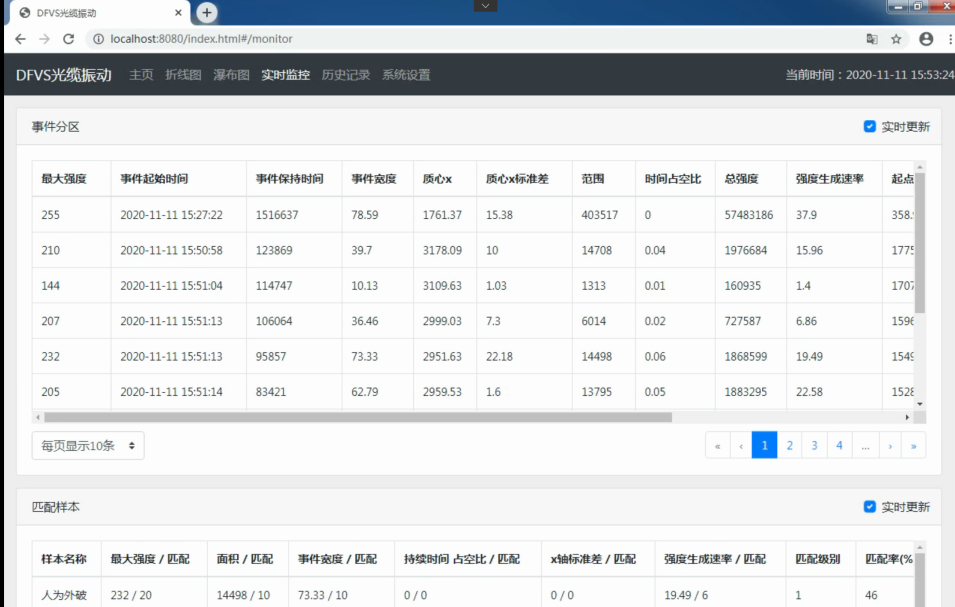 DFVS光缆振动
localhost:8080/index.html#/monitor
DFVS光缆振动 主页 折线图 瀑布图 实时监控 历史记录 系统设置 当前时间：2020-11-11 15:53:24
事件分区 实时更新
最大强度 事件起始时间 事件保持时间 事件宽度 质心x 质心x标准差 范围 时间占空比 总强度 强度生成速率 起点
255 2020-11-11 15:27:22 1516637 78.59 1761.37 15.38 403517 0 57483186 37.9 358.
210 2020-11-11 15:50:58 123869 39.7 3178.09 10 14708 0.04 1976684 15.96 1775
144 2020-11-11 15:51:04 114747 10.13 3109.63 1.03 1313 0.01 160935 1.4 1707
207 2020-11-11 15:51:13 106064 36.46 2999.03 7.3 6014 0.02 727587 6.86 1596
232 2020-11-11 15:51:13 95857 73.33 2951.63 22.18 14498 0.06 1868599 19.49 1549
205 2020-11-11 15:51:14 83421 62.79 2959.53 1.6 13795 0.05 1883295 22.58 1528
每页显示10条 « ‹ 1 2 3 4 ... › »
匹配样本 实时更新
样本名称 最大强度 / 匹配 面积 / 匹配 事件宽度 / 匹配 持续时间 占空比 / 匹配 x轴标准差 / 匹配 强度生成速率 / 匹配 匹配级别 匹配率(%
人为外破 232 / 20 14498 / 10 73.33 / 10 0 / 0 0 / 0 19.49 / 6 1 46